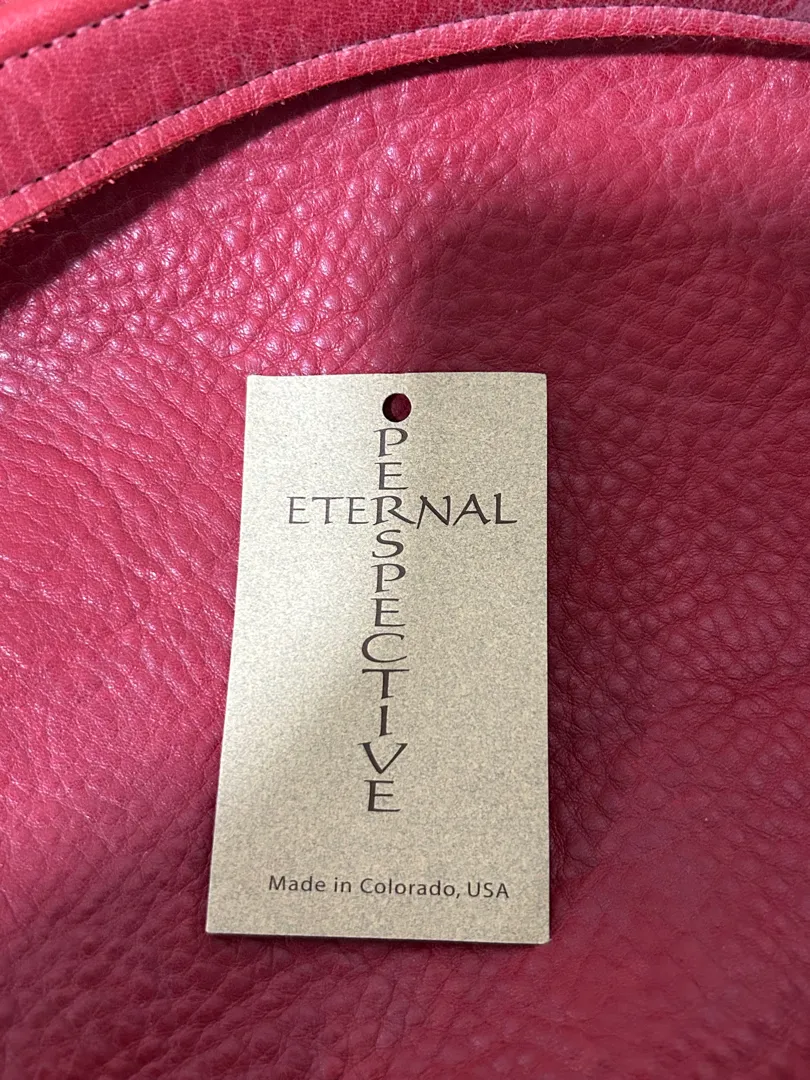 ETERNAL
PERSPECTIVE
Made in Colorado, USA